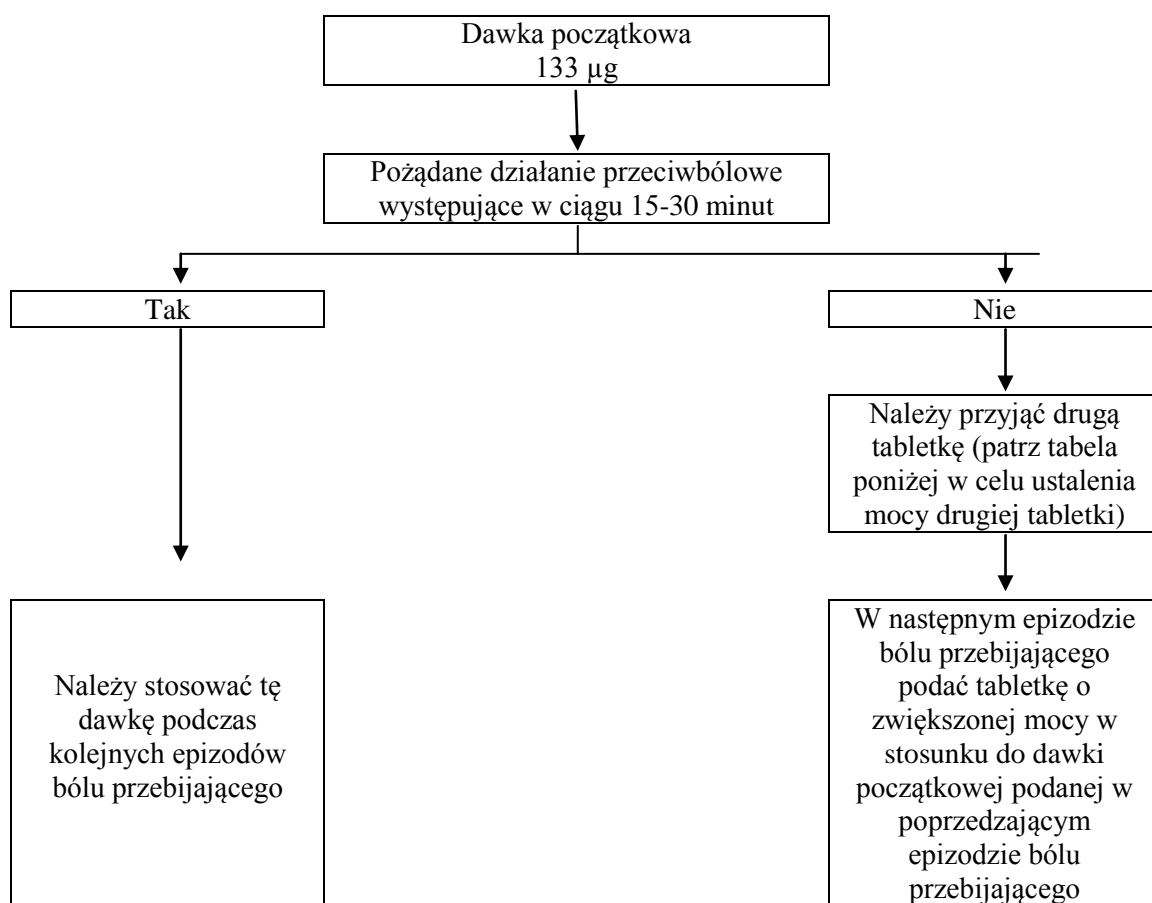 Dawka początkowa
133 µg
Pożądane działanie przeciwbólowe
występujące w ciągu 15-30 minut
Tak
Nie
Należy przyjąć drugą
tabletkę (patrz tabela
poniżej w celu ustalenia
mocy drugiej tabletki)
Należy stosować tę
dawkę podczas
kolejnych epizodów
bólu przebijającego
W następnym epizodzie
bólu przebijającego
podać tabletkę o
zwiększonej mocy w
stosunku do dawki
początkowej podanej w
poprzedzającym
epizodzie bólu
przebijającego